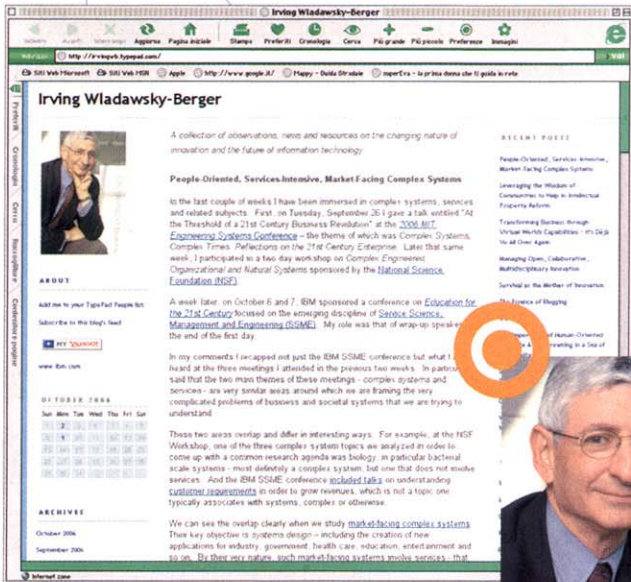 Irving Wladawsky-Berger
Aggiorna Pagina iniziale Stampa Preferiti Cronologia Cerca Più grande Più piccolo Preferenze Immagini
http://irvingwb.typepad.com/
Siti Web Microsoft Siti Web MSN Apple http://www.google.it/ Mappy - Guida Stradale superEva - la prima donna che ti guida in rete
Preferiti Cronologia Cerca
Irving Wladawsky-Berger
A collection of observations, news and resources on the changing nature of
innovation and the future of information technology.
People-Oriented, Services-Intensive, Market-Facing Complex Systems
In the last couple of weeks I have been immersed in complex systems, services
and related subjects. First, on Tuesday, September 26 I gave a talk entitled "At
the Threshold of a 21st Century Business Revolution" at the 2006 MIT
Engineering Systems Conference – the theme of which was Complex Systems,
Complex Times: Reflections on the 21st Century Enterprise. Later that same
week, I participated in a two day workshop on Complex Engineered,
Organizational and Natural Systems sponsored by the National Science
Foundation (NSF).
A week later, on October 6 and 7, IBM sponsored a conference on Education for
the 21st Century focused on the emerging discipline of Service Science,
Management and Engineering (SSME). My role was that of wrap-up speaker
the end of the first day.
In my comments I recapped not just the IBM SSME conference but what I
heard at the three meetings I attended in the previous two weeks. In particu
said that the two main themes of these meetings - complex systems and
services - are very similar areas around which we are framing the very
complicated problems of business and societal systems that we are trying to
understand.
These two areas overlap and differ in interesting ways. For example, at the NSF
Workshop, one of the three complex system topics we analyzed in order to
come up with a common research agenda was biology, in particular bacterial
scale systems - most definitely a complex system, but one that does not involve
services. And the IBM SSME conference included talks on understanding
customer requirements in order to grow revenues, which is not a topic one
typically associates with systems, complex or otherwise.
We can see the overlap clearly when we study market-facing complex systems.
Their key objective is systems design – including the creation of new
applications for industry, government, health care, education, entertainment and
so on. By their very nature, such market-facing systems involve services - that
ABOUT
Add me to your TypePad People list
Subscribe to this blog's feed
MY YAHOO!
www.ibm.com
OCTOBER 2006
Sun Mon Tue Wed Thu Fri Sat
ARCHIVES
October 2006
September 2006
RECENT POSTS
People-Oriented, Services-Intensive,
Market-Facing Complex Systems
Leveraging the Wisdom of
Communities to Help in Intellectual
Property Reform
Transforming Business through
Virtual Worlds Capabilities - It's Déjà
Vu All Over Again
Managing Open, Collaborative,
Multidisciplinary Innovation
Survival as the Mother of Innovation
The Essence of Blogging
of Human-Oriented
in a Sea of
Internet zone